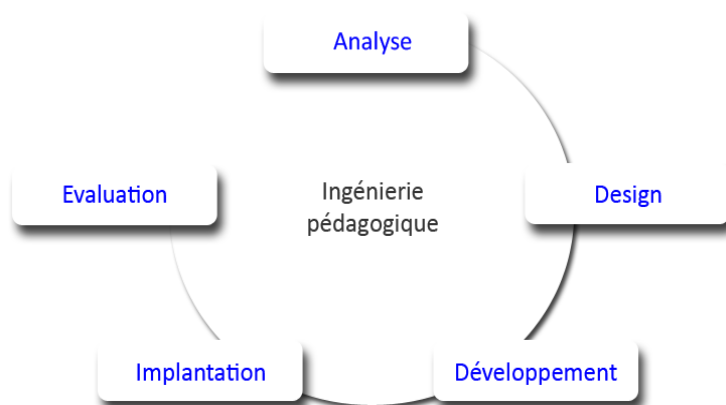 Analyse
Evaluation
Ingénierie
pédagogique
Design
Implantation
Développement